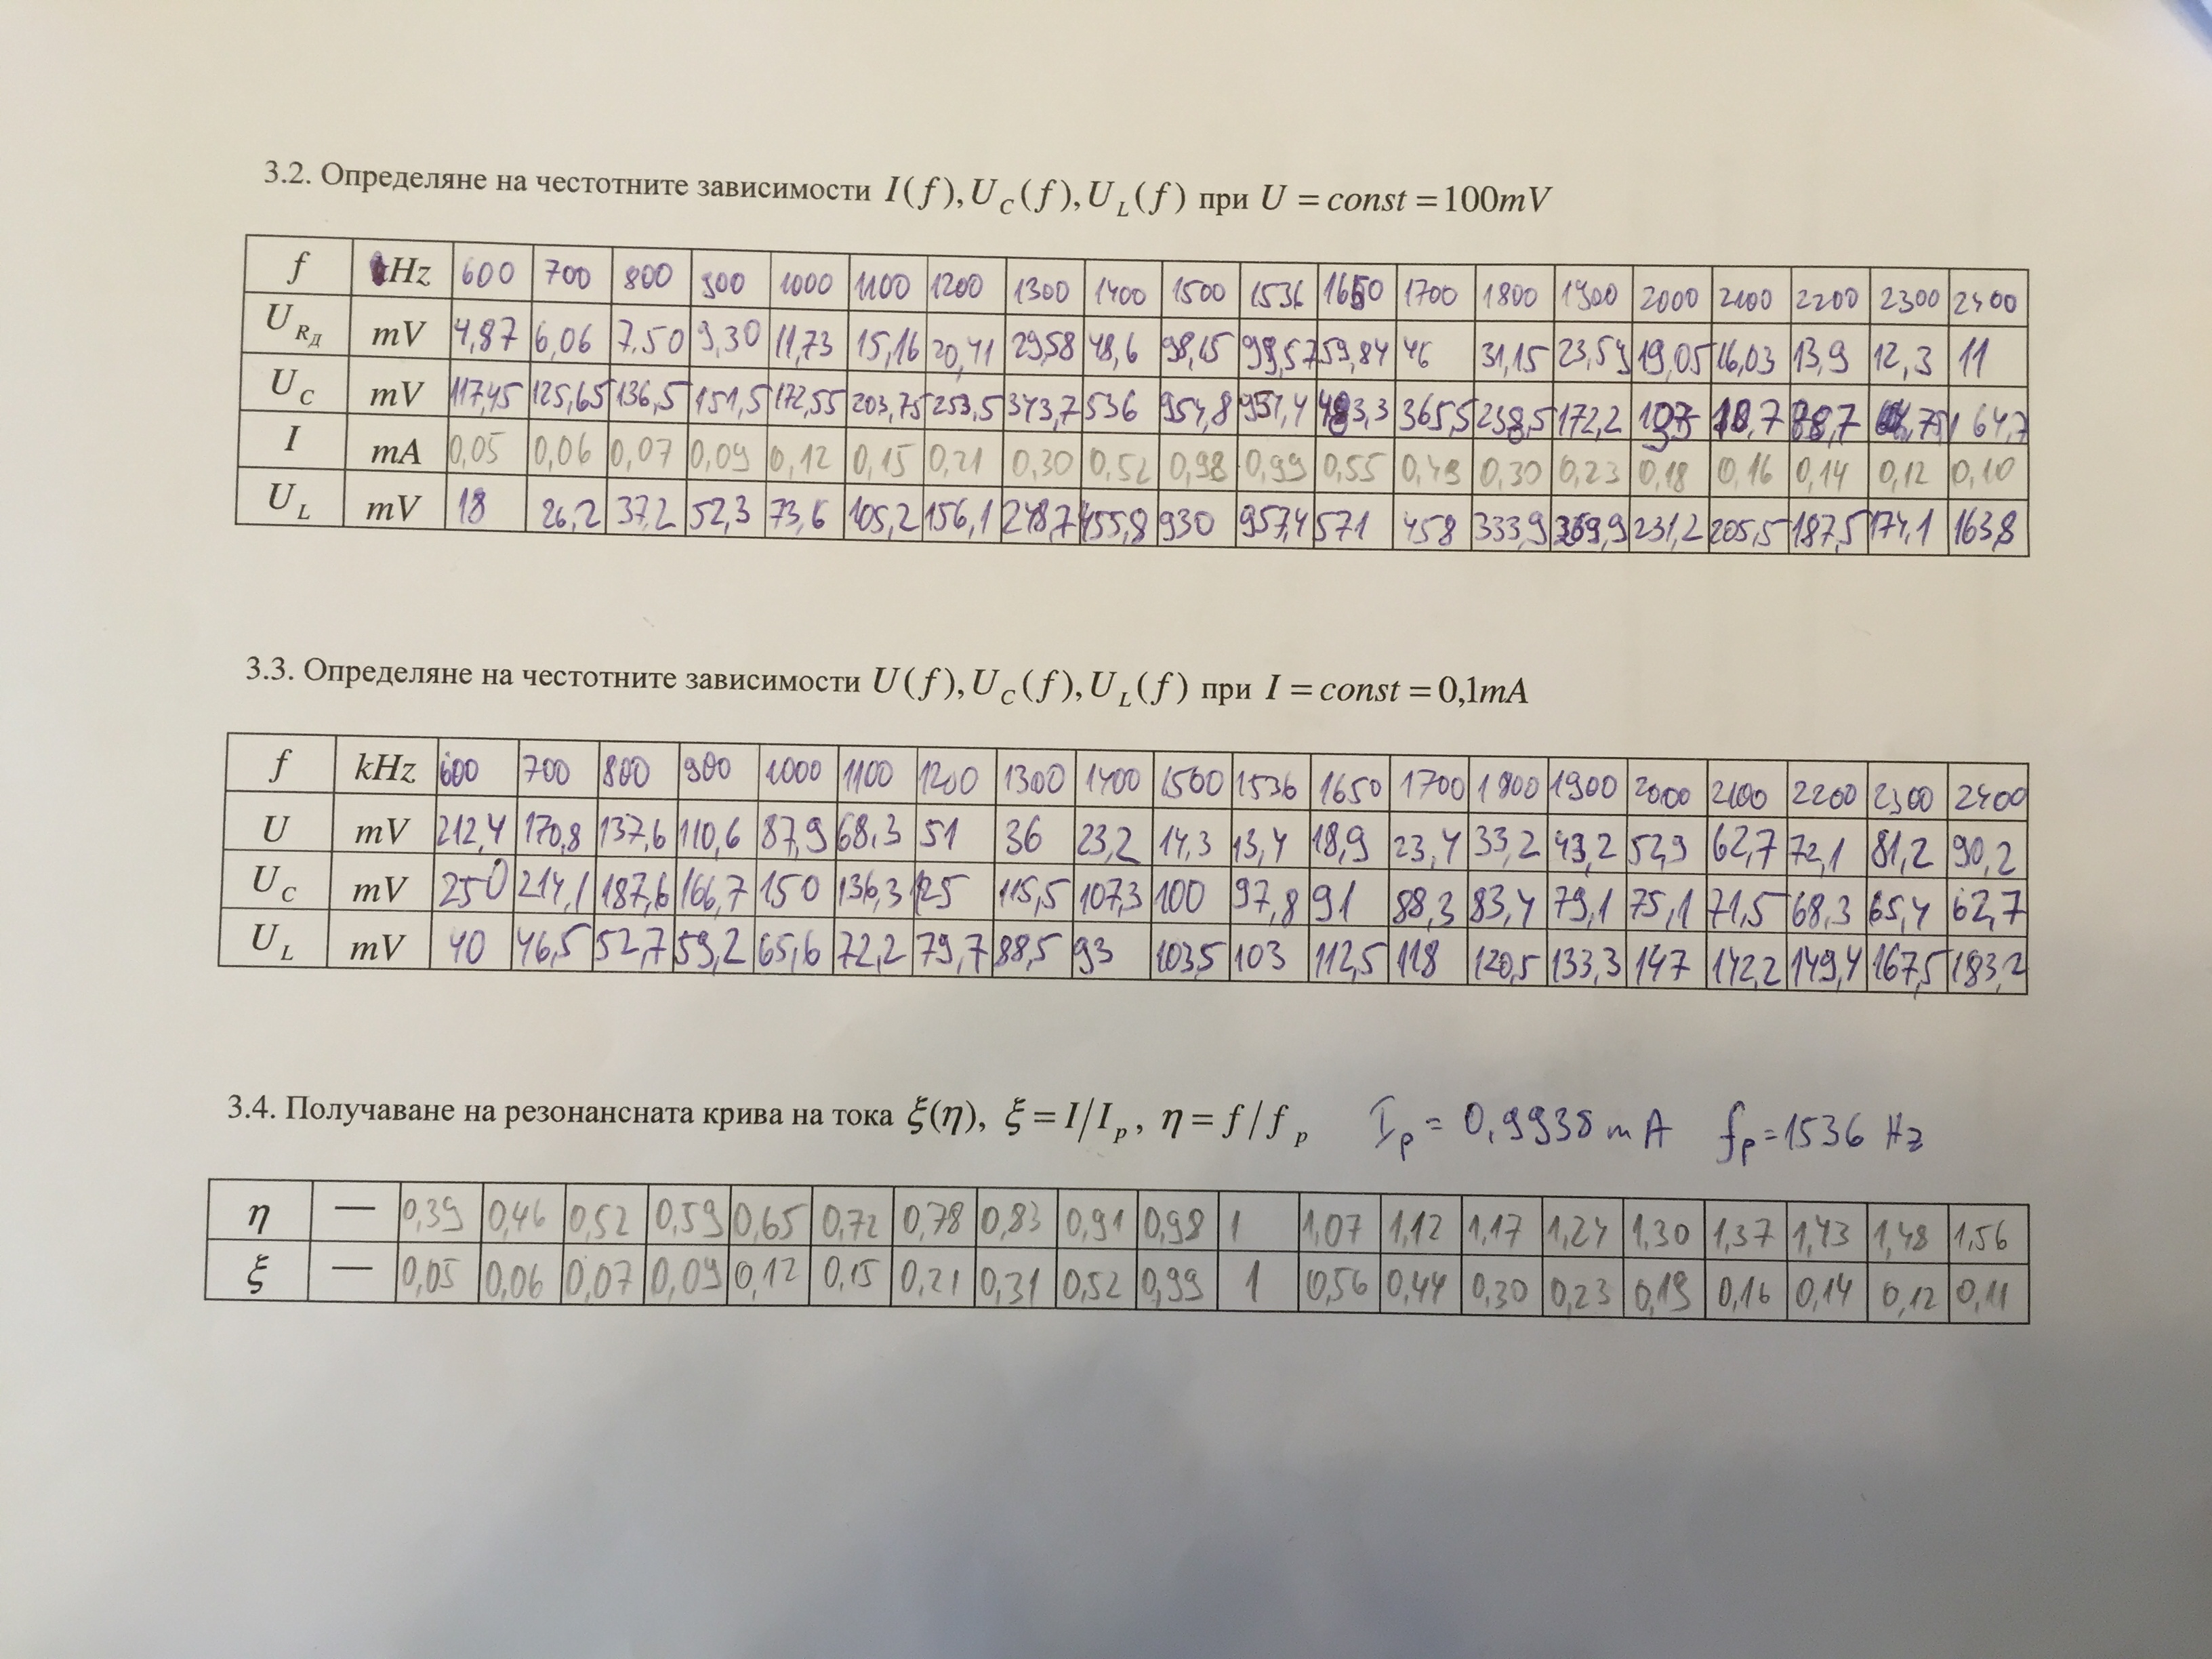 3.2. Определяне на честотните зависимости I(f), U_C(f), U_L(f) при U = const = 100mV
f Hz 600 700 800 900 1000 1100 1200 1300 1400 1500 1536 1650 1700 1800 1900 2000 2100 2200 2300 2400
U_RД mV 4,87 6,06 7,50 9,30 11,73 15,16 20,41 29,58 48,6 98,15 99,57 59,84 46 31,15 23,54 19,05 16,03 13,9 12,3 11
U_C mV 117,45 125,65 136,5 151,5 172,55 203,75 253,5 343,7 536 954,8 951,4 483,3 365,5 238,5 172,2 88,7 64,7
I mA 0,05 0,06 0,07 0,09 0,12 0,15 0,21 0,30 0,52 0,98 0,99 0,55 0,49 0,30 0,23 0,18 0,16 0,14 0,12 0,10
U_L mV 18 26,2 37,2 52,3 73,6 105,2 156,1 248,7 455,8 930 957,4 571 458 333,9 269,9 231,2 205,5 187,5 174,1 163,8
3.3. Определяне на честотните зависимости U(f), U_C(f), U_L(f) при I = const = 0,1mA
f kHz 600 700 800 900 1000 1100 1200 1300 1400 1500 1536 1650 1700 1800 1900 2000 2100 2200 2300 2400
U mV 212,4 170,8 137,6 110,6 87,9 68,3 51 36 23,2 14,3 13,4 18,9 23,4 33,2 43,2 52,9 62,7 72,1 81,2 90,2
U_C mV 250 214,1 187,6 166,7 150 136,3 125 115,5 107,3 100 97,8 91 88,3 83,4 79,1 75,1 71,5 68,3 65,4 62,7
U_L mV 40 46,5 52,7 59,2 65,6 72,2 79,7 88,5 93 103,5 103 112,5 118 120,5 133,3 147 142,2 149,4 167,5 183,2
3.4. Получаване на резонансната крива на тока ξ(η), ξ = I/I_p, η = f/f_p I_p = 0,9938 mA f_p = 1536 Hz
η — 0,39 0,46 0,52 0,59 0,65 0,72 0,78 0,83 0,91 0,98 1 1,07 1,12 1,17 1,24 1,30 1,37 1,43 1,48 1,56
ξ — 0,05 0,06 0,07 0,09 0,12 0,15 0,21 0,31 0,52 0,99 1 0,56 0,44 0,30 0,23 0,19 0,16 0,14 0,12 0,11